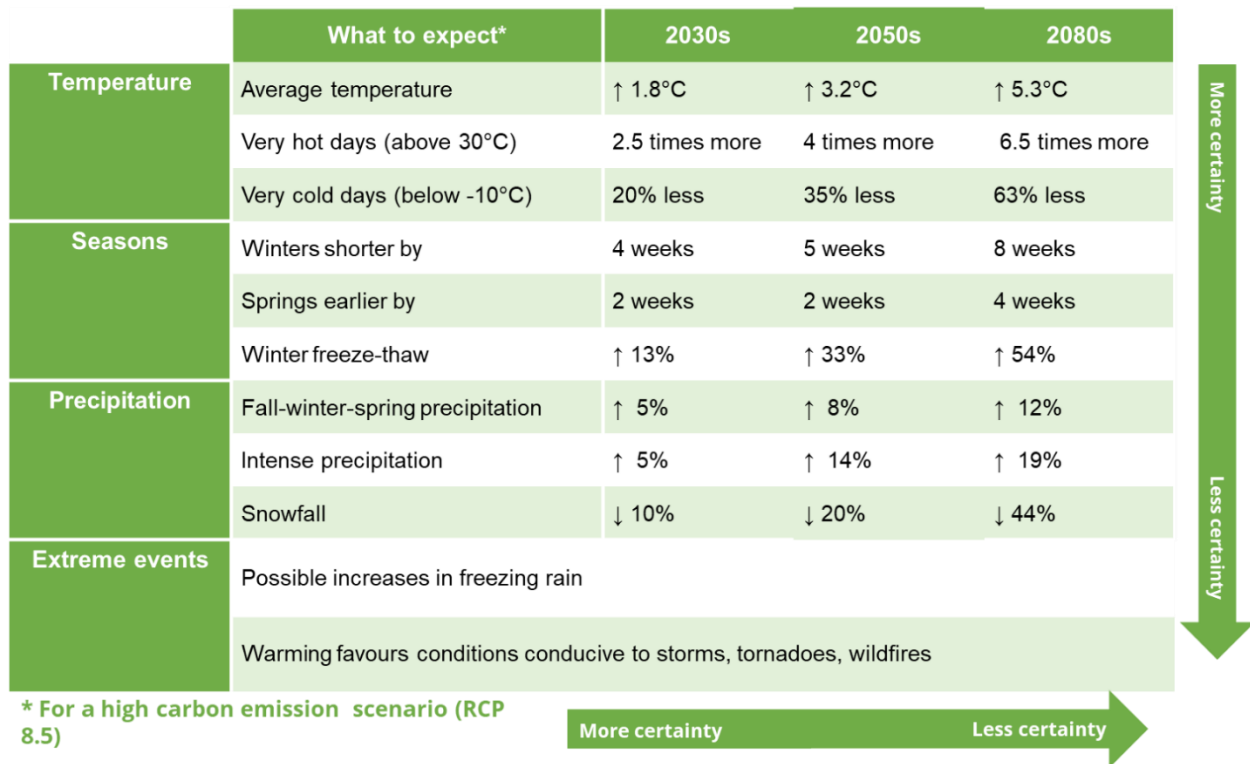 What to expect* 2030s 2050s 2080s
Temperature Average temperature ↑ 1.8°C ↑ 3.2°C ↑ 5.3°C
Very hot days (above 30°C) 2.5 times more 4 times more 6.5 times more
Very cold days (below -10°C) 20% less 35% less 63% less
Seasons Winters shorter by 4 weeks 5 weeks 8 weeks
Springs earlier by 2 weeks 2 weeks 4 weeks
Winter freeze-thaw ↑ 13% ↑ 33% ↑ 54%
Precipitation Fall-winter-spring precipitation ↑ 5% ↑ 8% ↑ 12%
Intense precipitation ↑ 5% ↑ 14% ↑ 19%
Snowfall ↓ 10% ↓ 20% ↓ 44%
Extreme events
Possible increases in freezing rain
Warming favours conditions conducive to storms, tornadoes, wildfires
More certainty
Less certainty
* For a high carbon emission scenario (RCP
8.5)
More certainty Less certainty